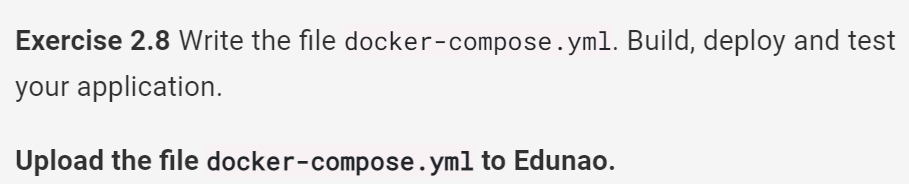 Exercise 2.8 Write the file docker-compose.yml. Build, deploy and test
your application.
Upload the file docker-compose.yml to Edunao.